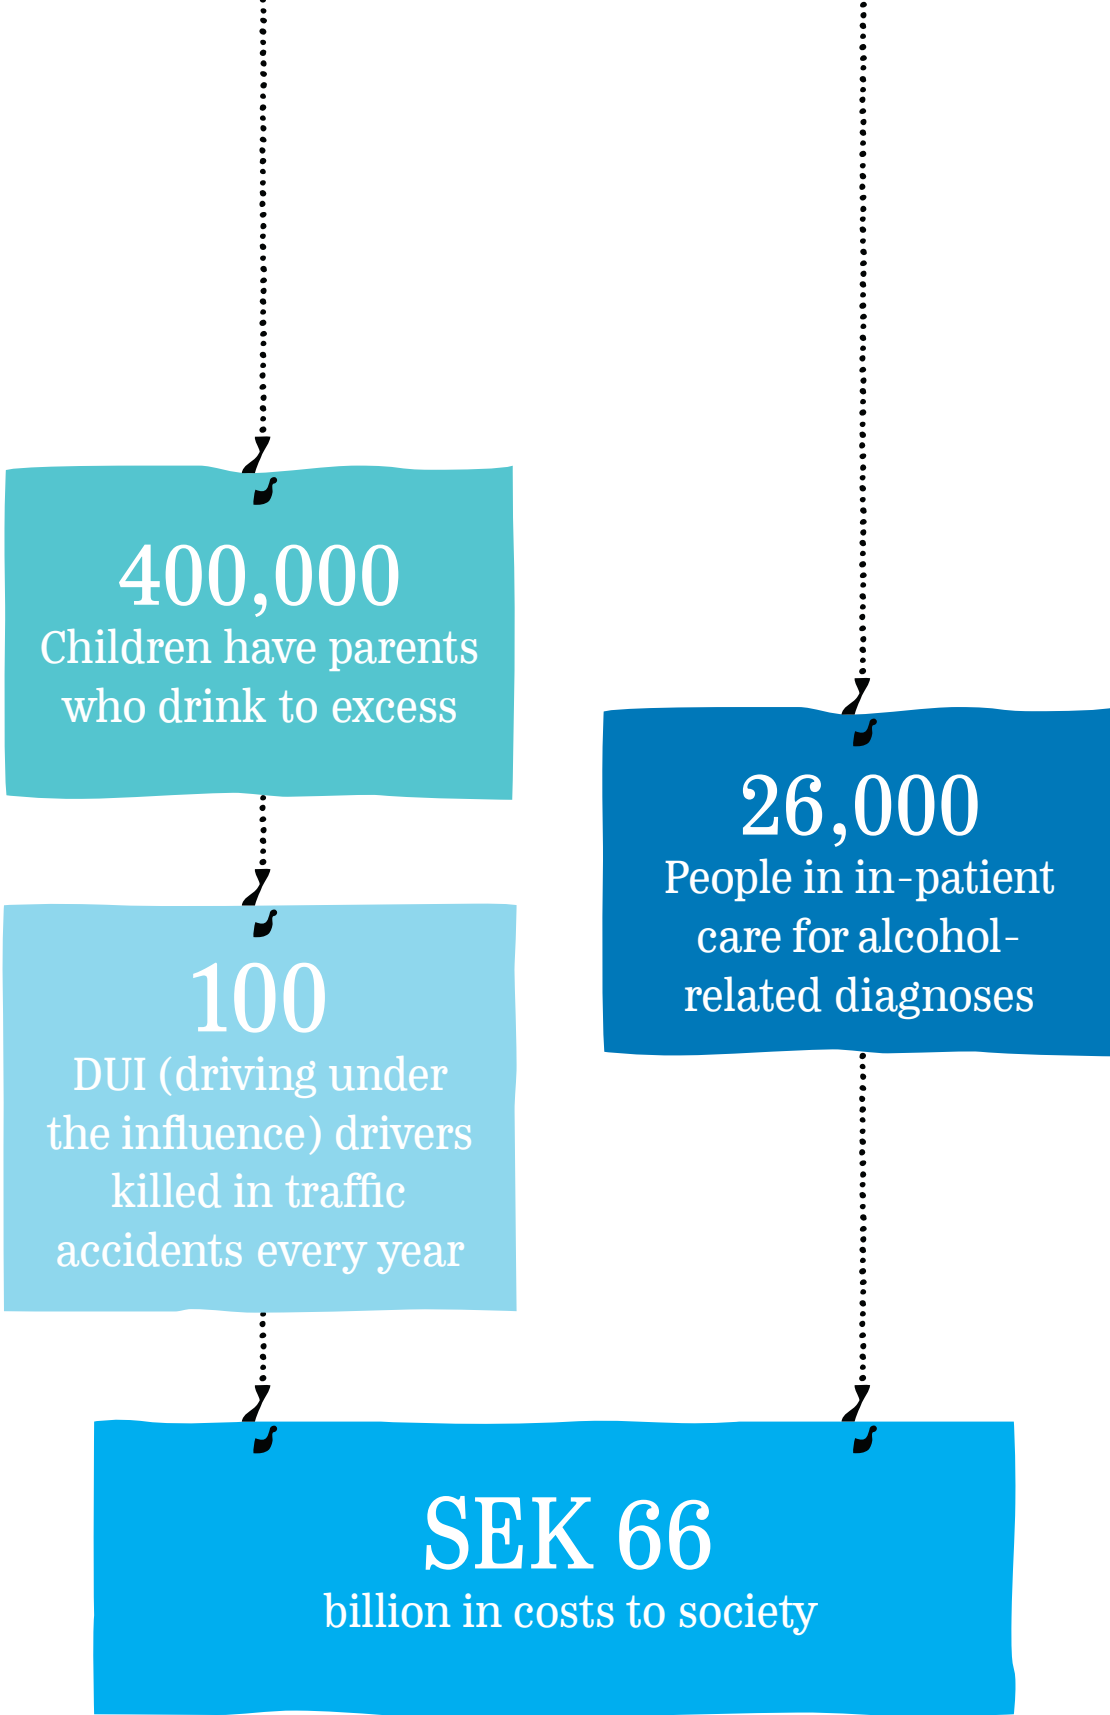 400,000
Children have parents
who drink to excess
26,000
People in in-patient
care for alcohol-
related diagnoses
100
DUI (driving under
the influence) drivers
killed in traffic
accidents every year
SEK 66
billion in costs to society